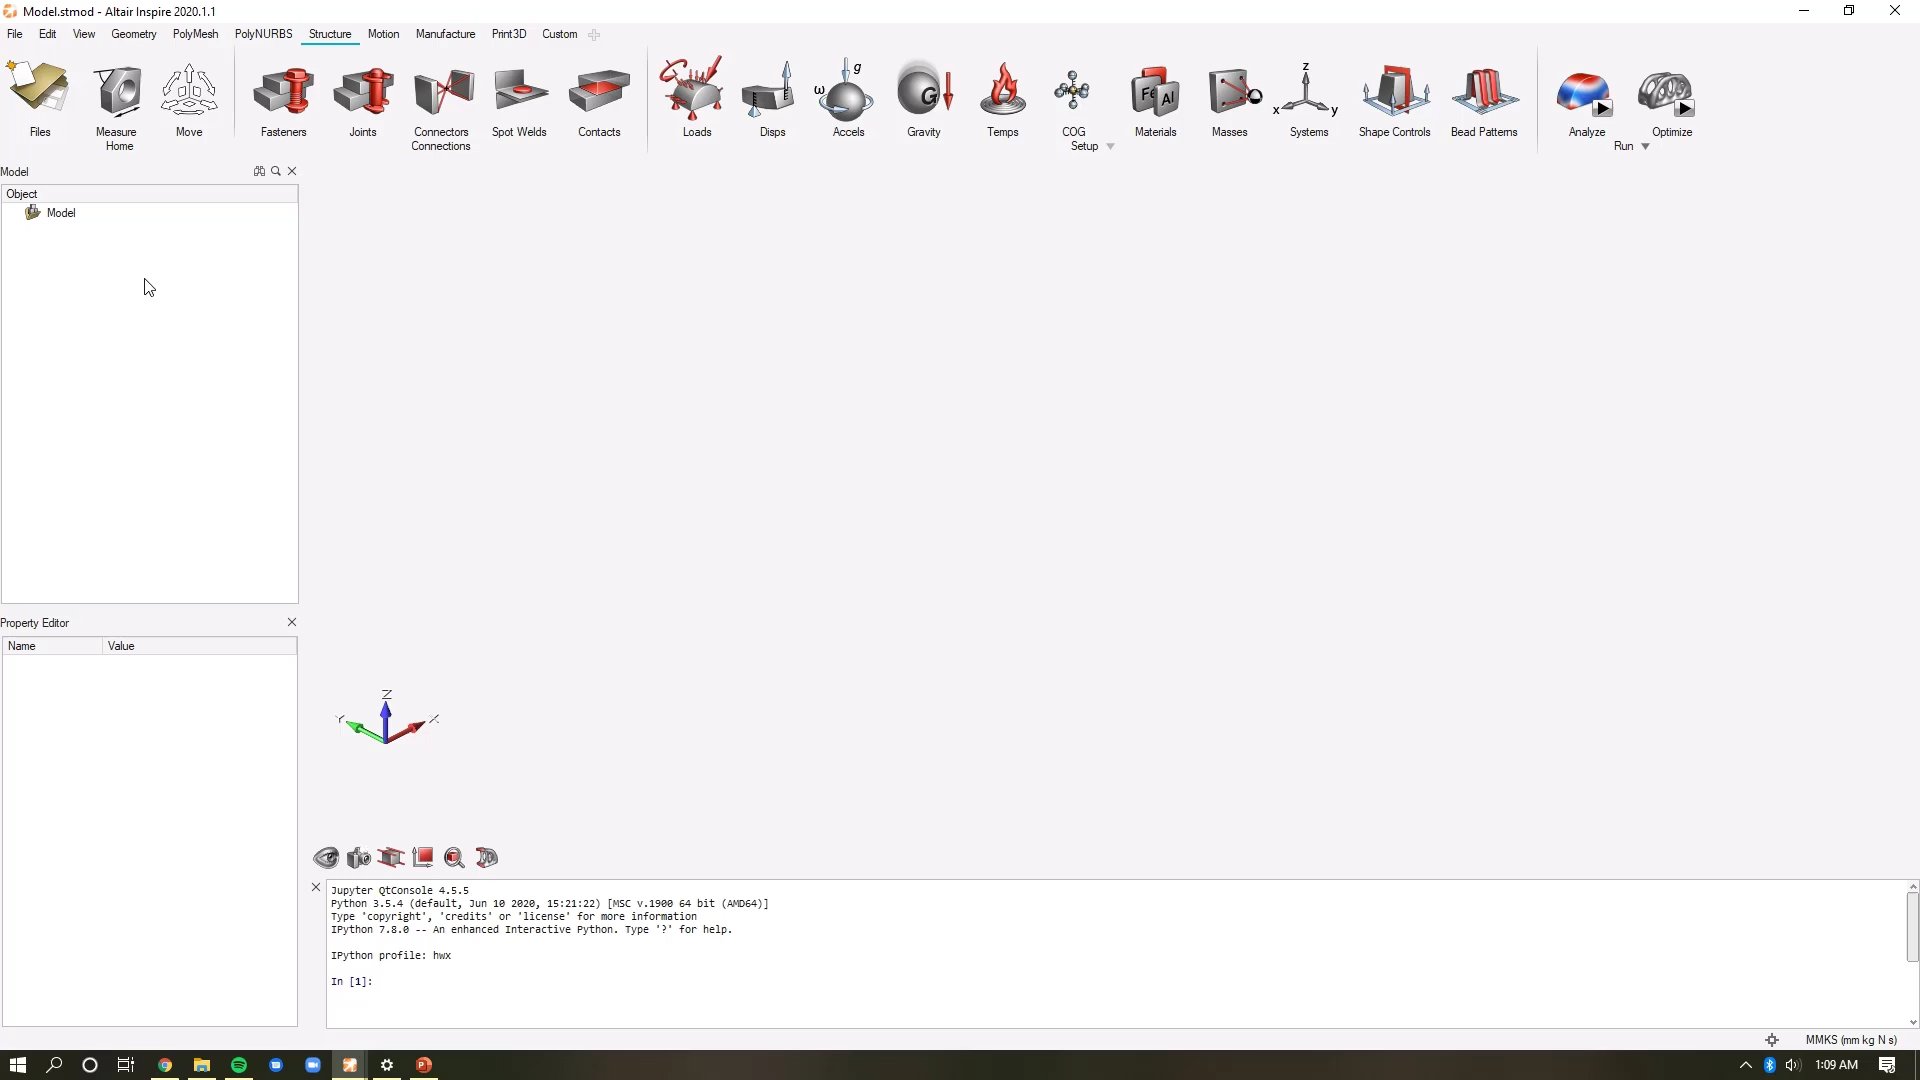 Model.stmod - Altair Inspire 2020.1.1
File Edit View Geometry PolyMesh PolyNURBS Structure Motion Manufacture Print3D Custom
g
ω
G
Fe Al
z
x y
Files Measure Move Fasteners Joints Connectors Spot Welds Contacts Loads Disps Accels Gravity Temps COG Materials Masses Systems Shape Controls Bead Patterns Analyze Optimize
Home Connections Setup Run
Model
Object
Model
Property Editor
Name Value
Z
Y X
Jupyter QtConsole 4.5.5
Python 3.5.4 (default, Jun 10 2020, 15:21:22) [MSC v.1900 64 bit (AMD64)]
Type 'copyright', 'credits' or 'license' for more information
IPython 7.8.0 -- An enhanced Interactive Python. Type '?' for help.
IPython profile: hwx
In [1]:
MMKS (mm kg N s)
1:09 AM